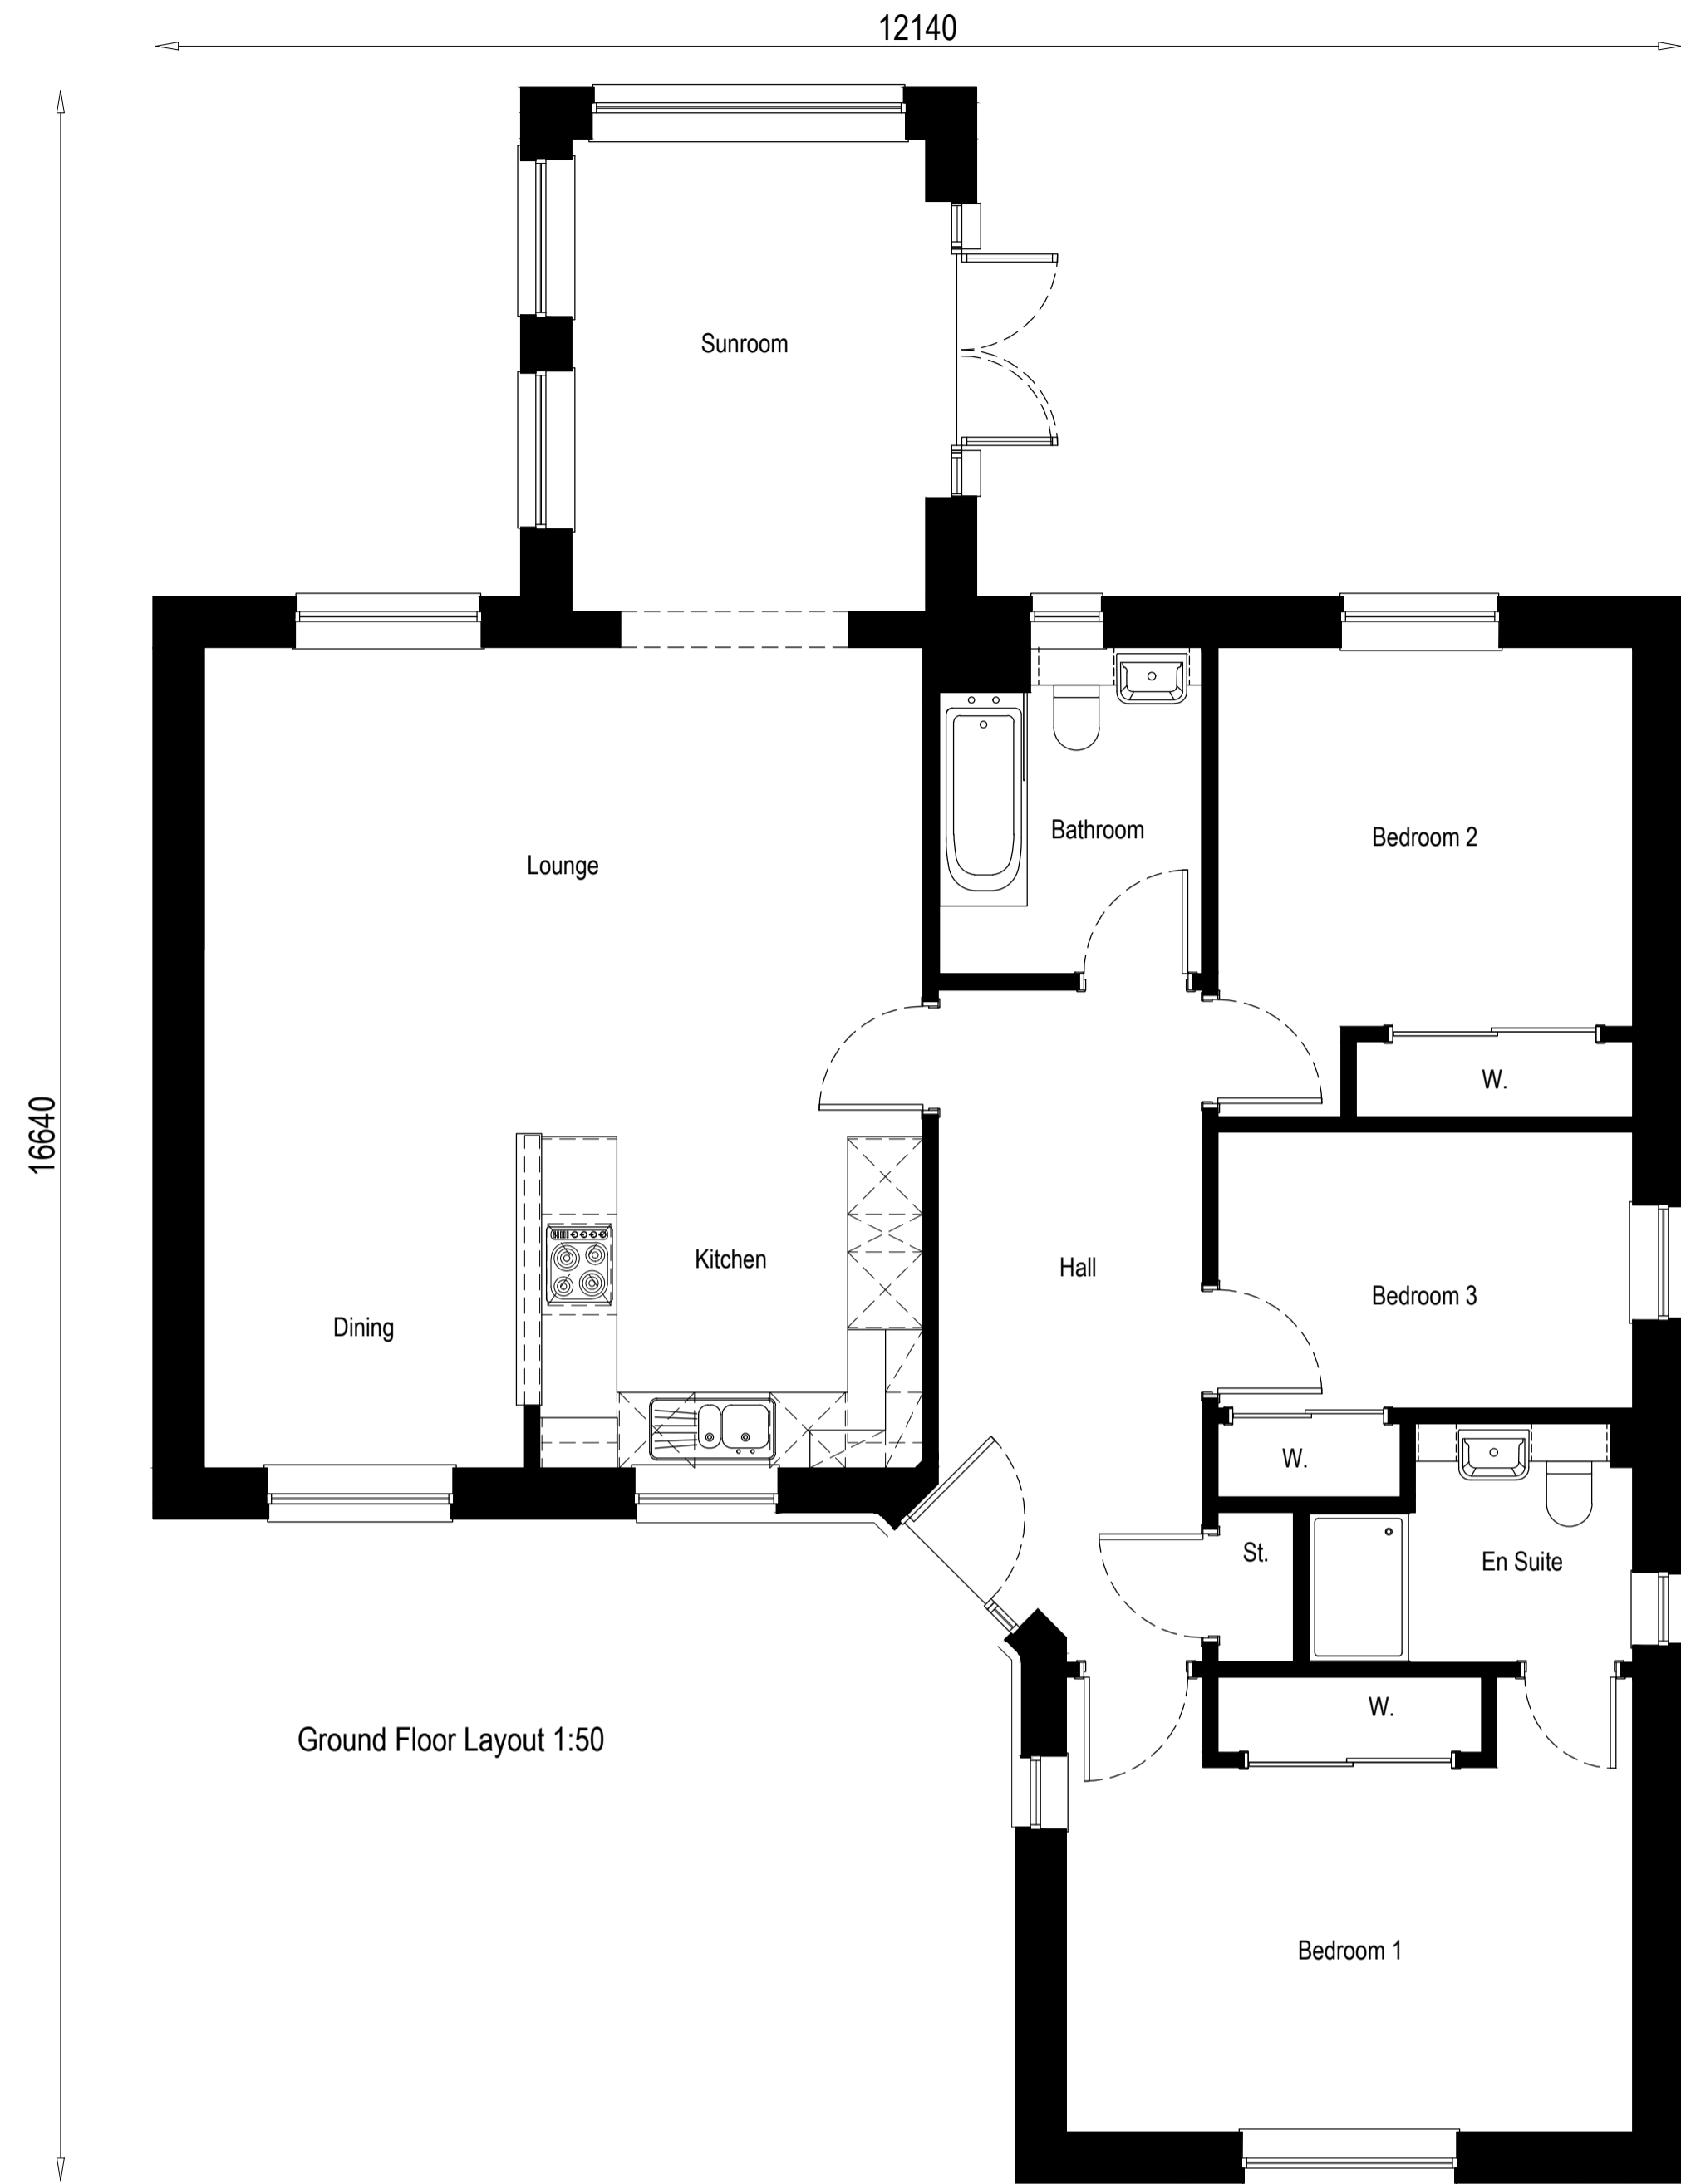 12140
16640
Sunroom
Lounge
Bathroom
Bedroom 2
W.
Kitchen
Hall
Bedroom 3
Dining
W.
St.
En Suite
W.
Ground Floor Layout 1:50
Bedroom 1